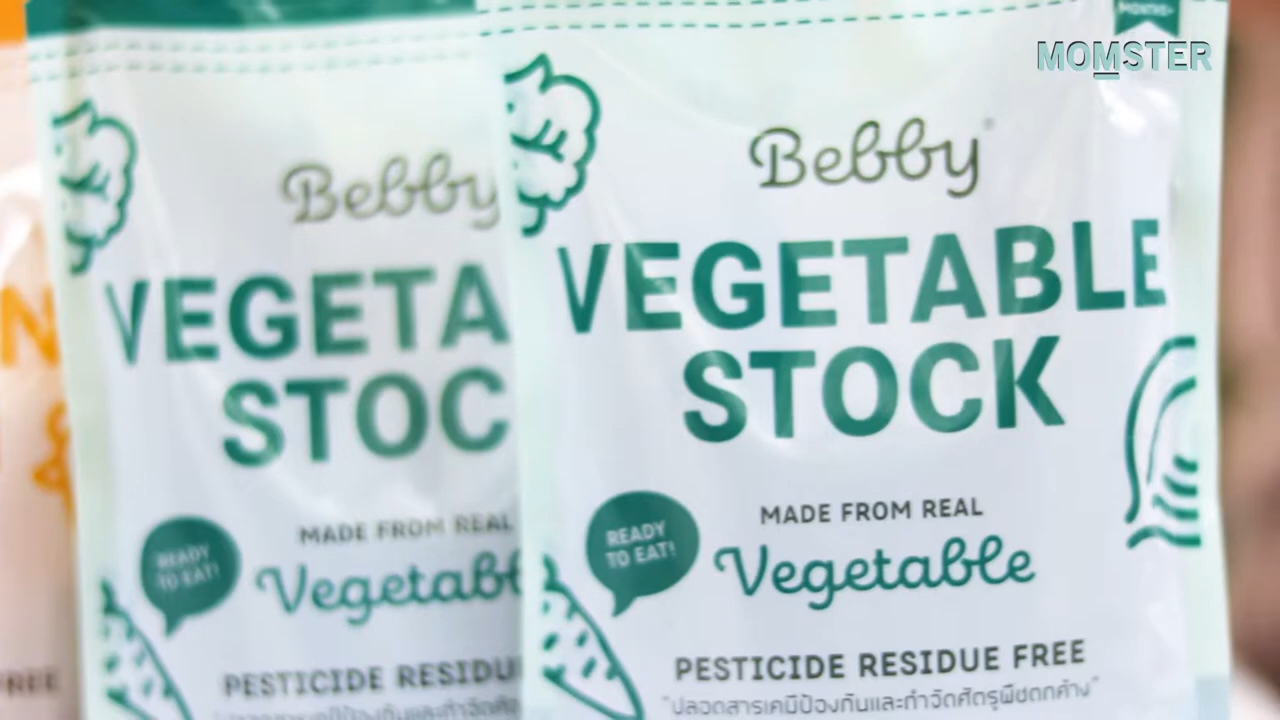 MONTHS+
MOMSTER
Bebby
VEGETABLE
STOCK
MADE FROM REAL
READY
TO EAT!
Vegetable
PESTICIDE RESIDUE FREE
"ปลอดสารเคมีป้องกันและกำจัดศัตรูพืชตกค้าง"
Bebby
VEGETA
STOC
MADE FROM REAL
READY
TO EAT!
Vegetab
PESTICIDE RESIDU
N
&
FREE